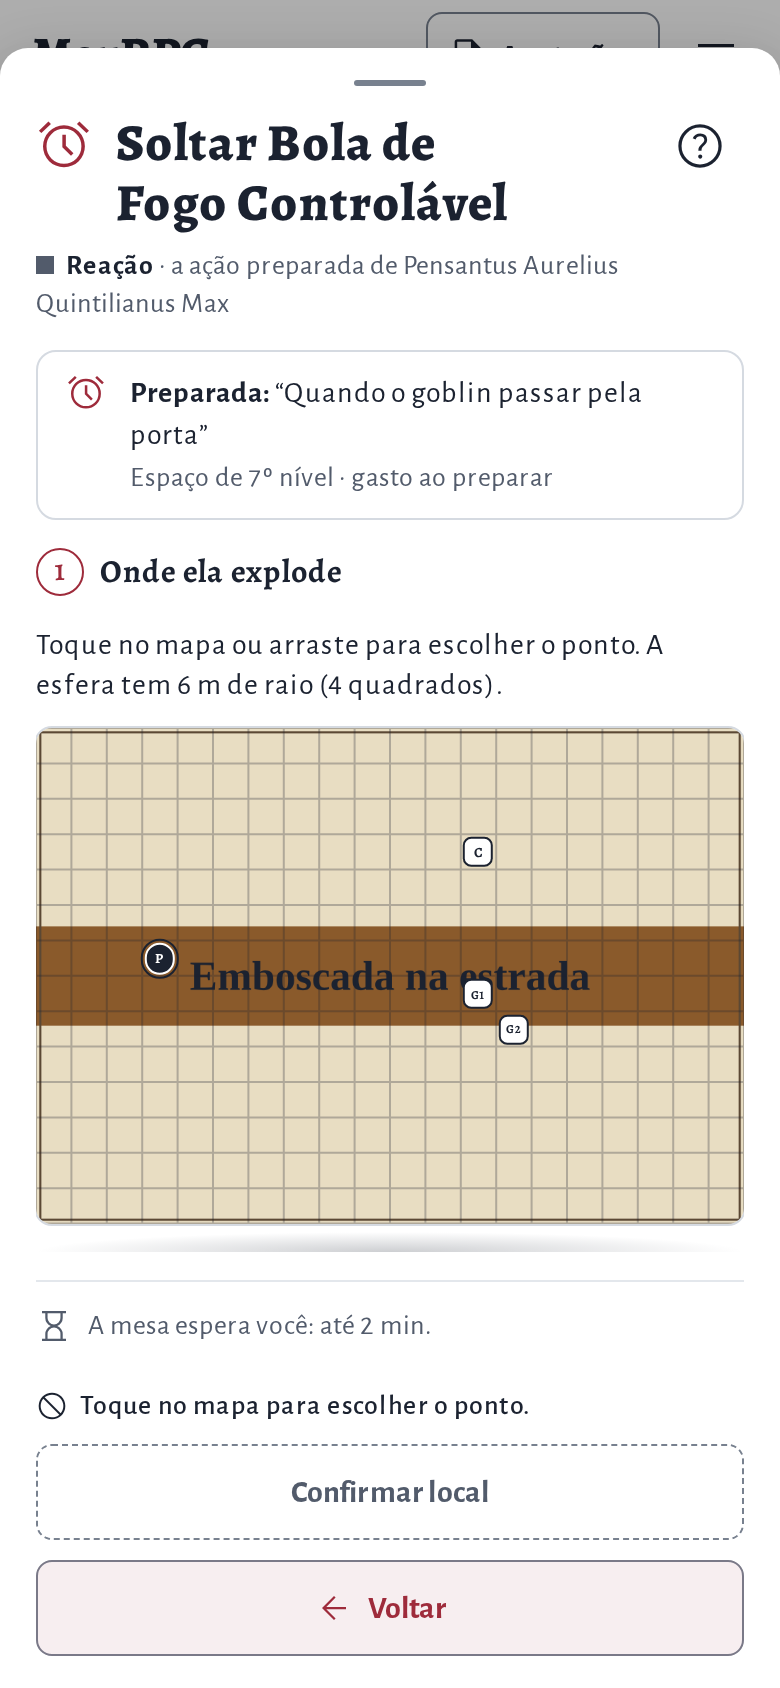 Soltar Bola de
Fogo Controlável
Reação · a ação preparada de Pensantus Aurelius
Quintilianus Max
Preparada: “Quando o goblin passar pela
porta”
Espaço de 7º nível · gasto ao preparar
1 Onde ela explode
Toque no mapa ou arraste para escolher o ponto. A
esfera tem 6 m de raio (4 quadrados).
C
P
Emboscada na estrada
G1
G2
A mesa espera você: até 2 min.
Toque no mapa para escolher o ponto.
Confirmar local
Voltar